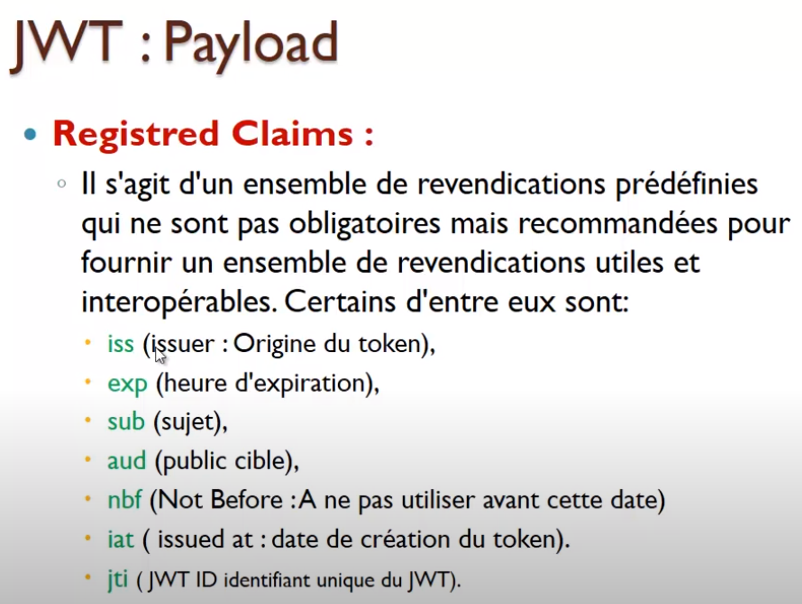 JWT : Payload
Registred Claims :
Il s'agit d'un ensemble de revendications prédéfinies
qui ne sont pas obligatoires mais recommandées pour
fournir un ensemble de revendications utiles et
interopérables. Certains d'entre eux sont:
iss (issuer : Origine du token),
exp (heure d'expiration),
sub (sujet),
aud (public cible),
nbf (Not Before : A ne pas utiliser avant cette date)
iat ( issued at : date de création du token).
jti ( JWT ID identifiant unique du JWT).